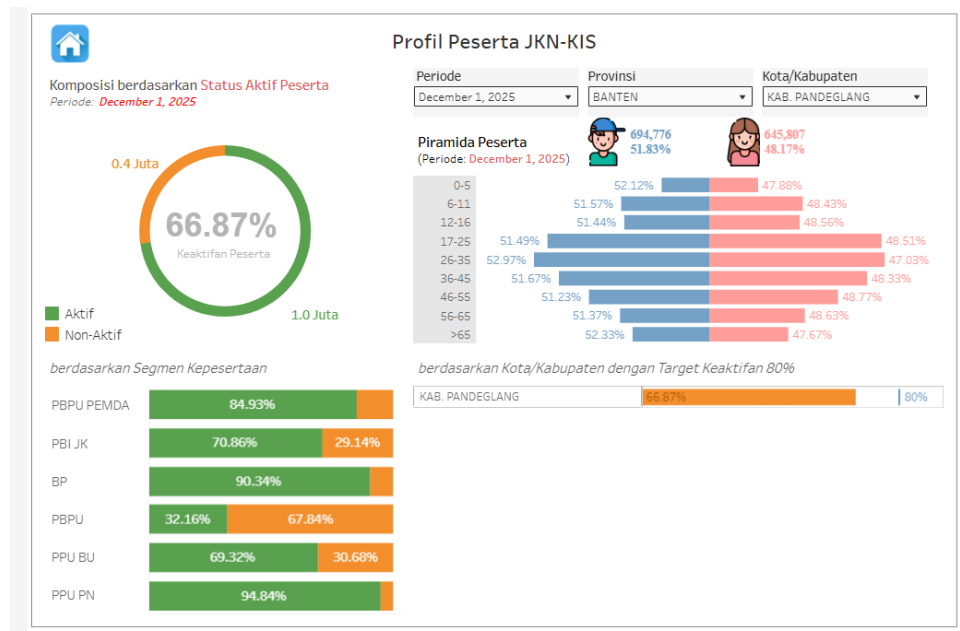 Profil Peserta JKN-KIS
Komposisi berdasarkan Status Aktif Peserta
Periode: December 1, 2025
0.4 Juta
66.87%
Keaktifan Peserta
1.0 Juta
Aktif
Non-Aktif
Periode
December 1, 2025
Provinsi
BANTEN
Kota/Kabupaten
KAB. PANDEGLANG
Piramida Peserta
(Periode: December 1, 2025)
694,776
51.83%
645,807
48.17%
0-5 52.12% 47.88%
6-11 51.57% 48.43%
12-16 51.44% 48.56%
17-25 51.49% 48.51%
26-35 52.97% 47.03%
36-45 51.67% 48.33%
46-55 51.23% 48.77%
56-65 51.37% 48.63%
>65 52.33% 47.67%
berdasarkan Segmen Kepesertaan
PBPU PEMDA 84.93%
PBI JK 70.86% 29.14%
BP 90.34%
PBPU 32.16% 67.84%
PPU BU 69.32% 30.68%
PPU PN 94.84%
berdasarkan Kota/Kabupaten dengan Target Keaktifan 80%
KAB. PANDEGLANG 66.87% 80%